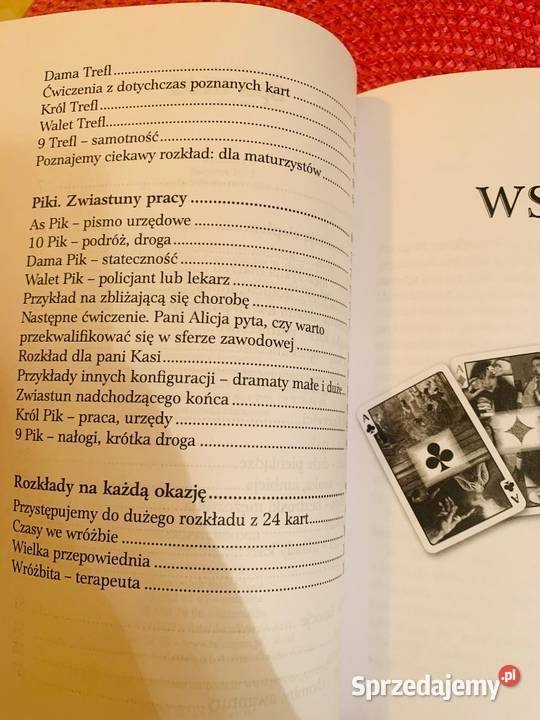 Dama Trefl
Ćwiczenia z dotychczas poznanych kart
Król Trefl
Walet Trefl
9 Trefl – samotność
Poznajemy ciekawy rozkład: dla maturzystów
Piki. Zwiastuny pracy
As Pik – pismo urzędowe
10 Pik – podróż, droga
Dama Pik – stateczność
Walet Pik – policjant lub lekarz
Przykład na zbliżającą się chorobę
Następne ćwiczenie. Pani Alicja pyta, czy warto
przekwalifikować się w sferze zawodowej
Rozkład dla pani Kasi
Przykłady innych konfiguracji – dramaty małe i duże
Zwiastun nadchodzącego końca
Król Pik – praca, urzędy
9 Pik – nałogi, krótka droga
Rozkłady na każdą okazję
Przystępujemy do dużego rozkładu z 24 kart
Czasy we wróżbie
Wielka przepowiednia
Wróżbita – terapeuta
WS
A
A
A
Sprzedajemy.pl